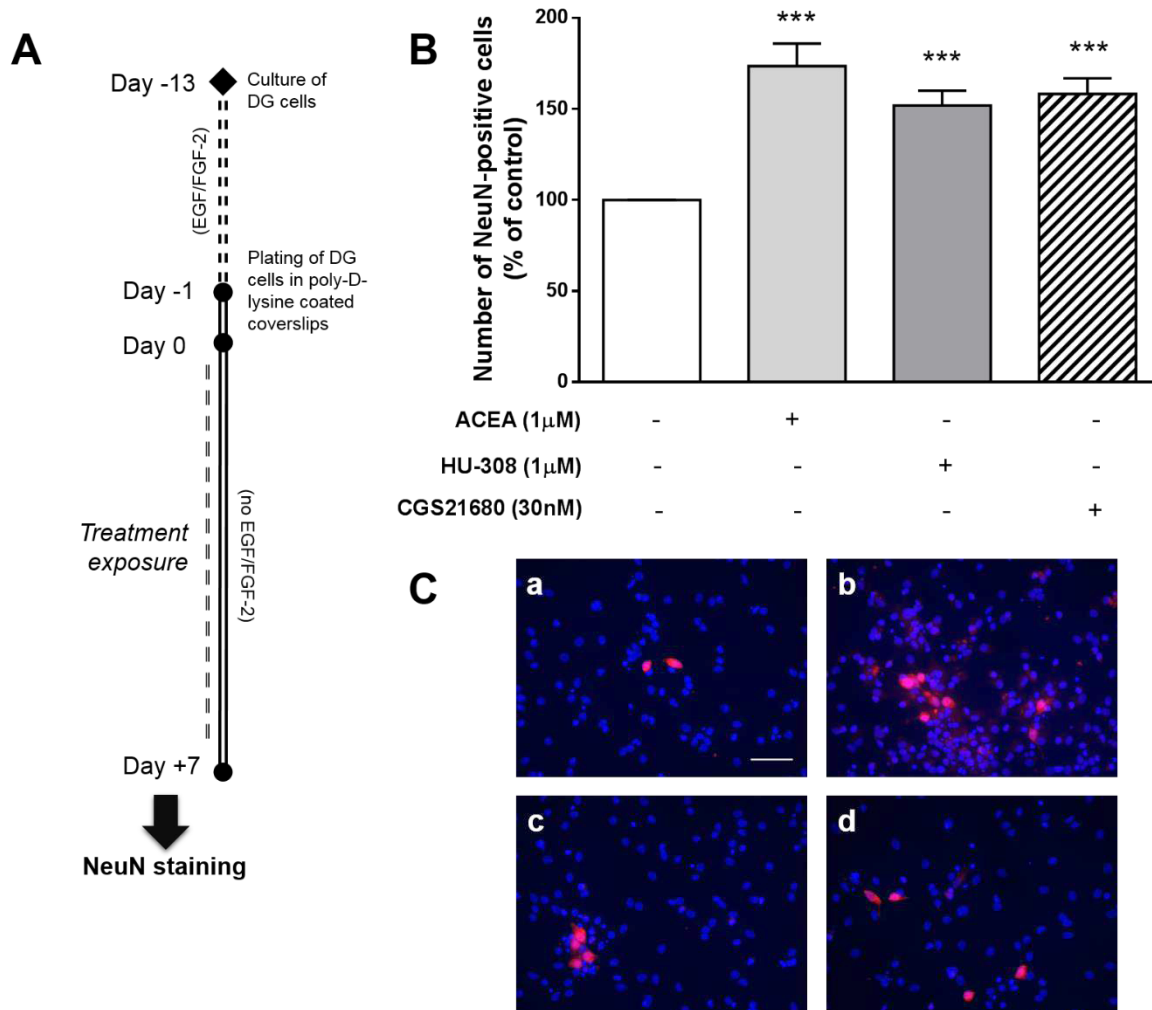 A
Day -13
Culture of
DG cells
(EGF/FGF-2)
Day -1
Plating of DG
cells in poly-D-
lysine coated
coverslips
Day 0
Treatment
exposure
(no EGF/FGF-2)
Day +7
NeuN staining
B
Number of NeuN-positive cells
(% of control)
200
150
100
50
0
***
***
***
ACEA (1μM) - + - -
HU-308 (1μM) - - + -
CGS21680 (30nM) - - - +
C
a
b
c
d